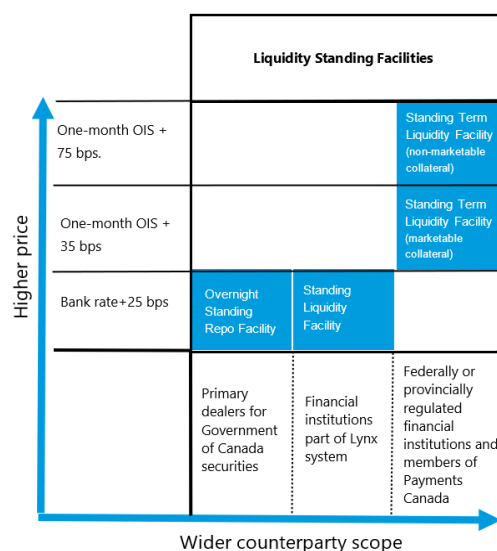 Liquidity Standing Facilities
One-month OIS +
75 bps.
Standing Term
Liquidity Facility
(non-marketable
collateral)
One-month OIS +
35 bps
Standing Term
Liquidity Facility
(marketable
collateral)
Bank rate+25 bps
Overnight
Standing
Repo Facility
Standing
Liquidity
Facility
Higher price
Primary
dealers for
Government
of Canada
securities
Financial
institutions
part of Lynx
system
Federally or
provincially
regulated
financial
institutions and
members of
Payments
Canada
Wider counterparty scope